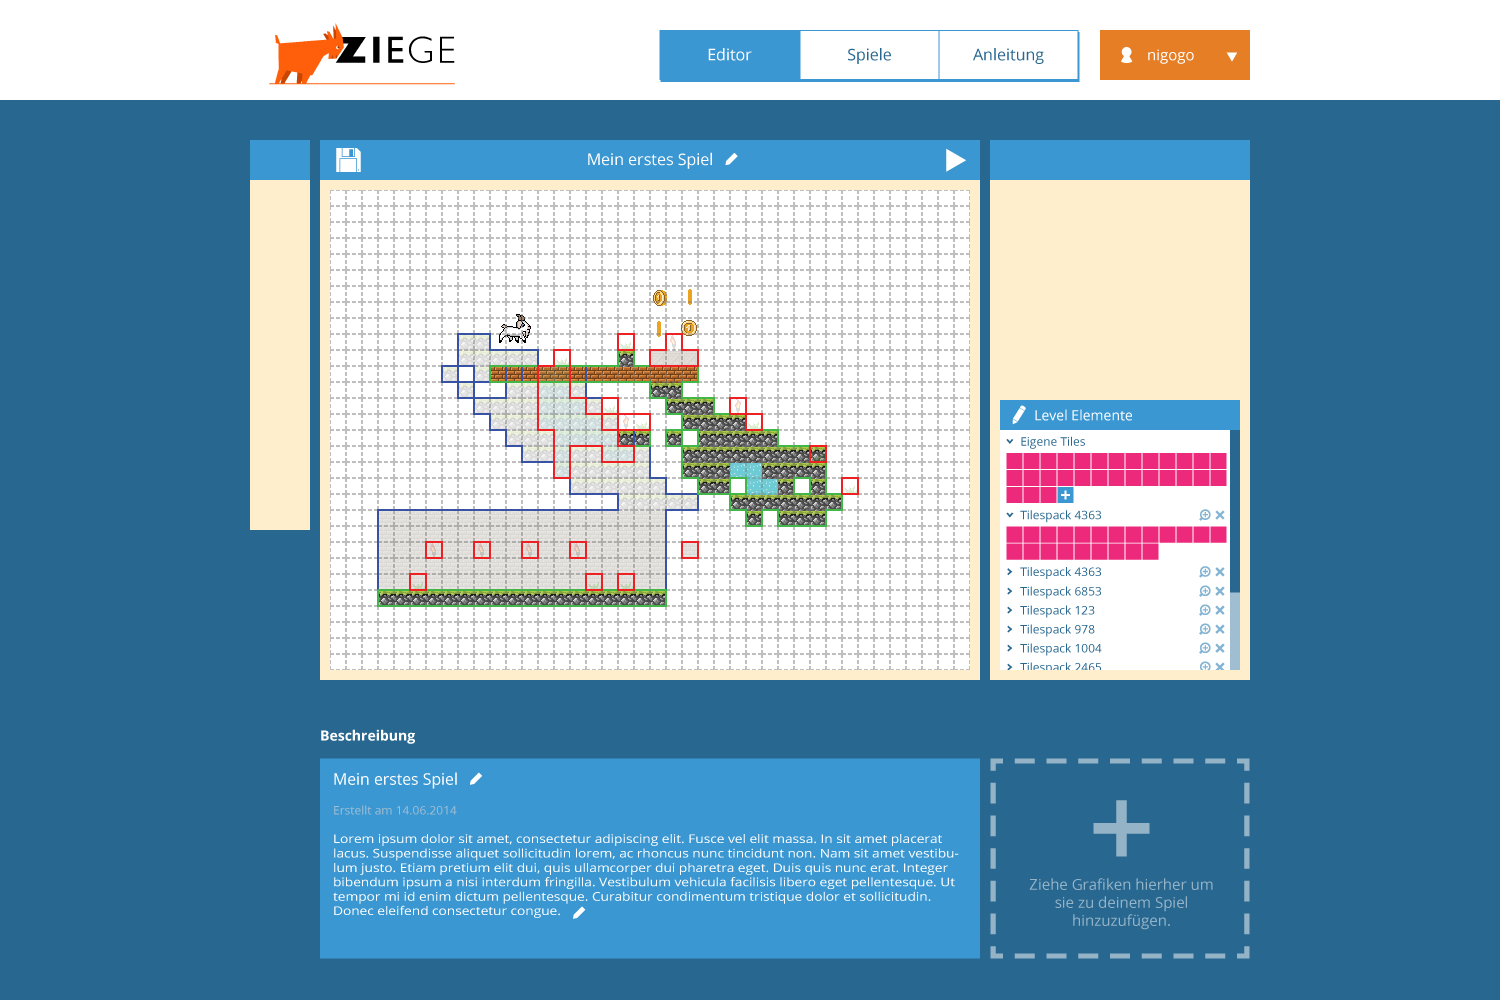 ZIEGE
Editor
Spiele
Anleitung
nigogo
Mein erstes Spiel
Level Elemente
Eigene Tiles
Tilespack 4363
Tilespack 4363
Tilespack 6853
Tilespack 123
Tilespack 978
Tilespack 1004
Tilespack 2465
Beschreibung
Mein erstes Spiel
Erstellt am 14.06.2014
Lorem ipsum dolor sit amet, consectetur adipiscing elit. Fusce vel elit massa. In sit amet placerat
lacus. Suspendisse aliquet sollicitudin lorem, ac rhoncus nunc tincidunt non. Nam sit amet vestibu-
lum justo. Etiam pretium elit dui, quis ullamcorper dui pharetra eget. Duis quis nunc erat. Integer
bibendum ipsum a nisi interdum fringilla. Vestibulum vehicula facilisis libero eget pellentesque. Ut
tempor mi id enim dictum pellentesque. Curabitur condimentum tristique dolor et sollicitudin.
Donec eleifend consectetur congue.
Ziehe Grafiken hierher um
sie zu deinem Spiel
hinzuzufügen.